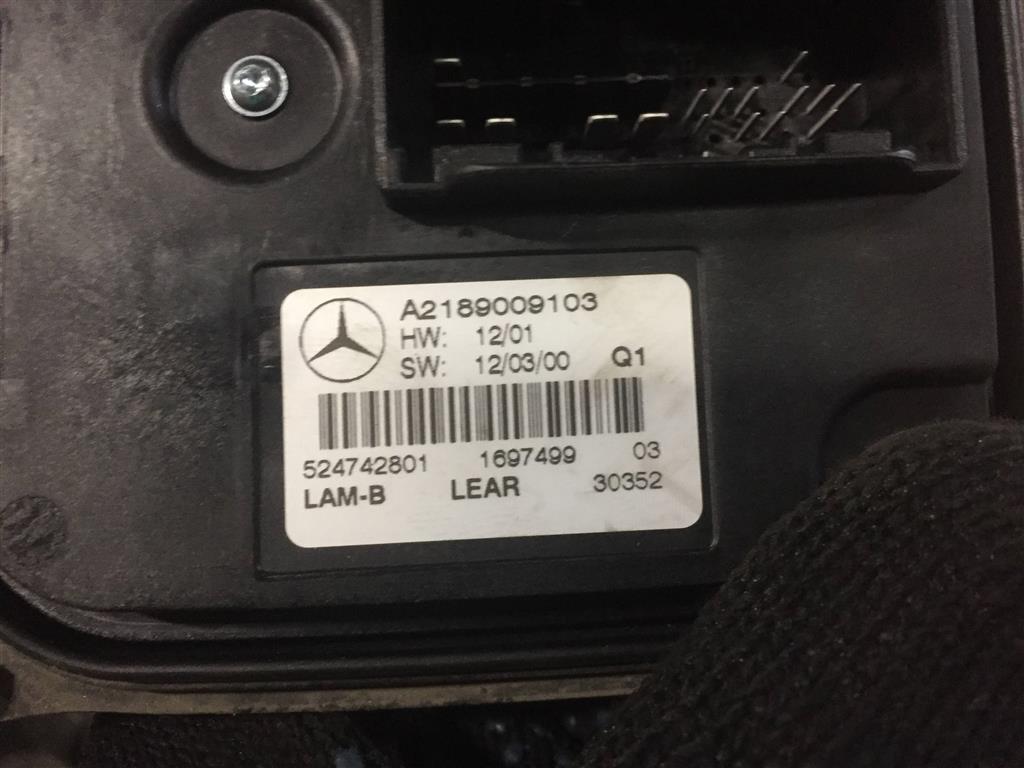 A2189009103
HW: 12/01
SW: 12/03/00 Q1
524742801 1697499 03
LAM-B LEAR 30352